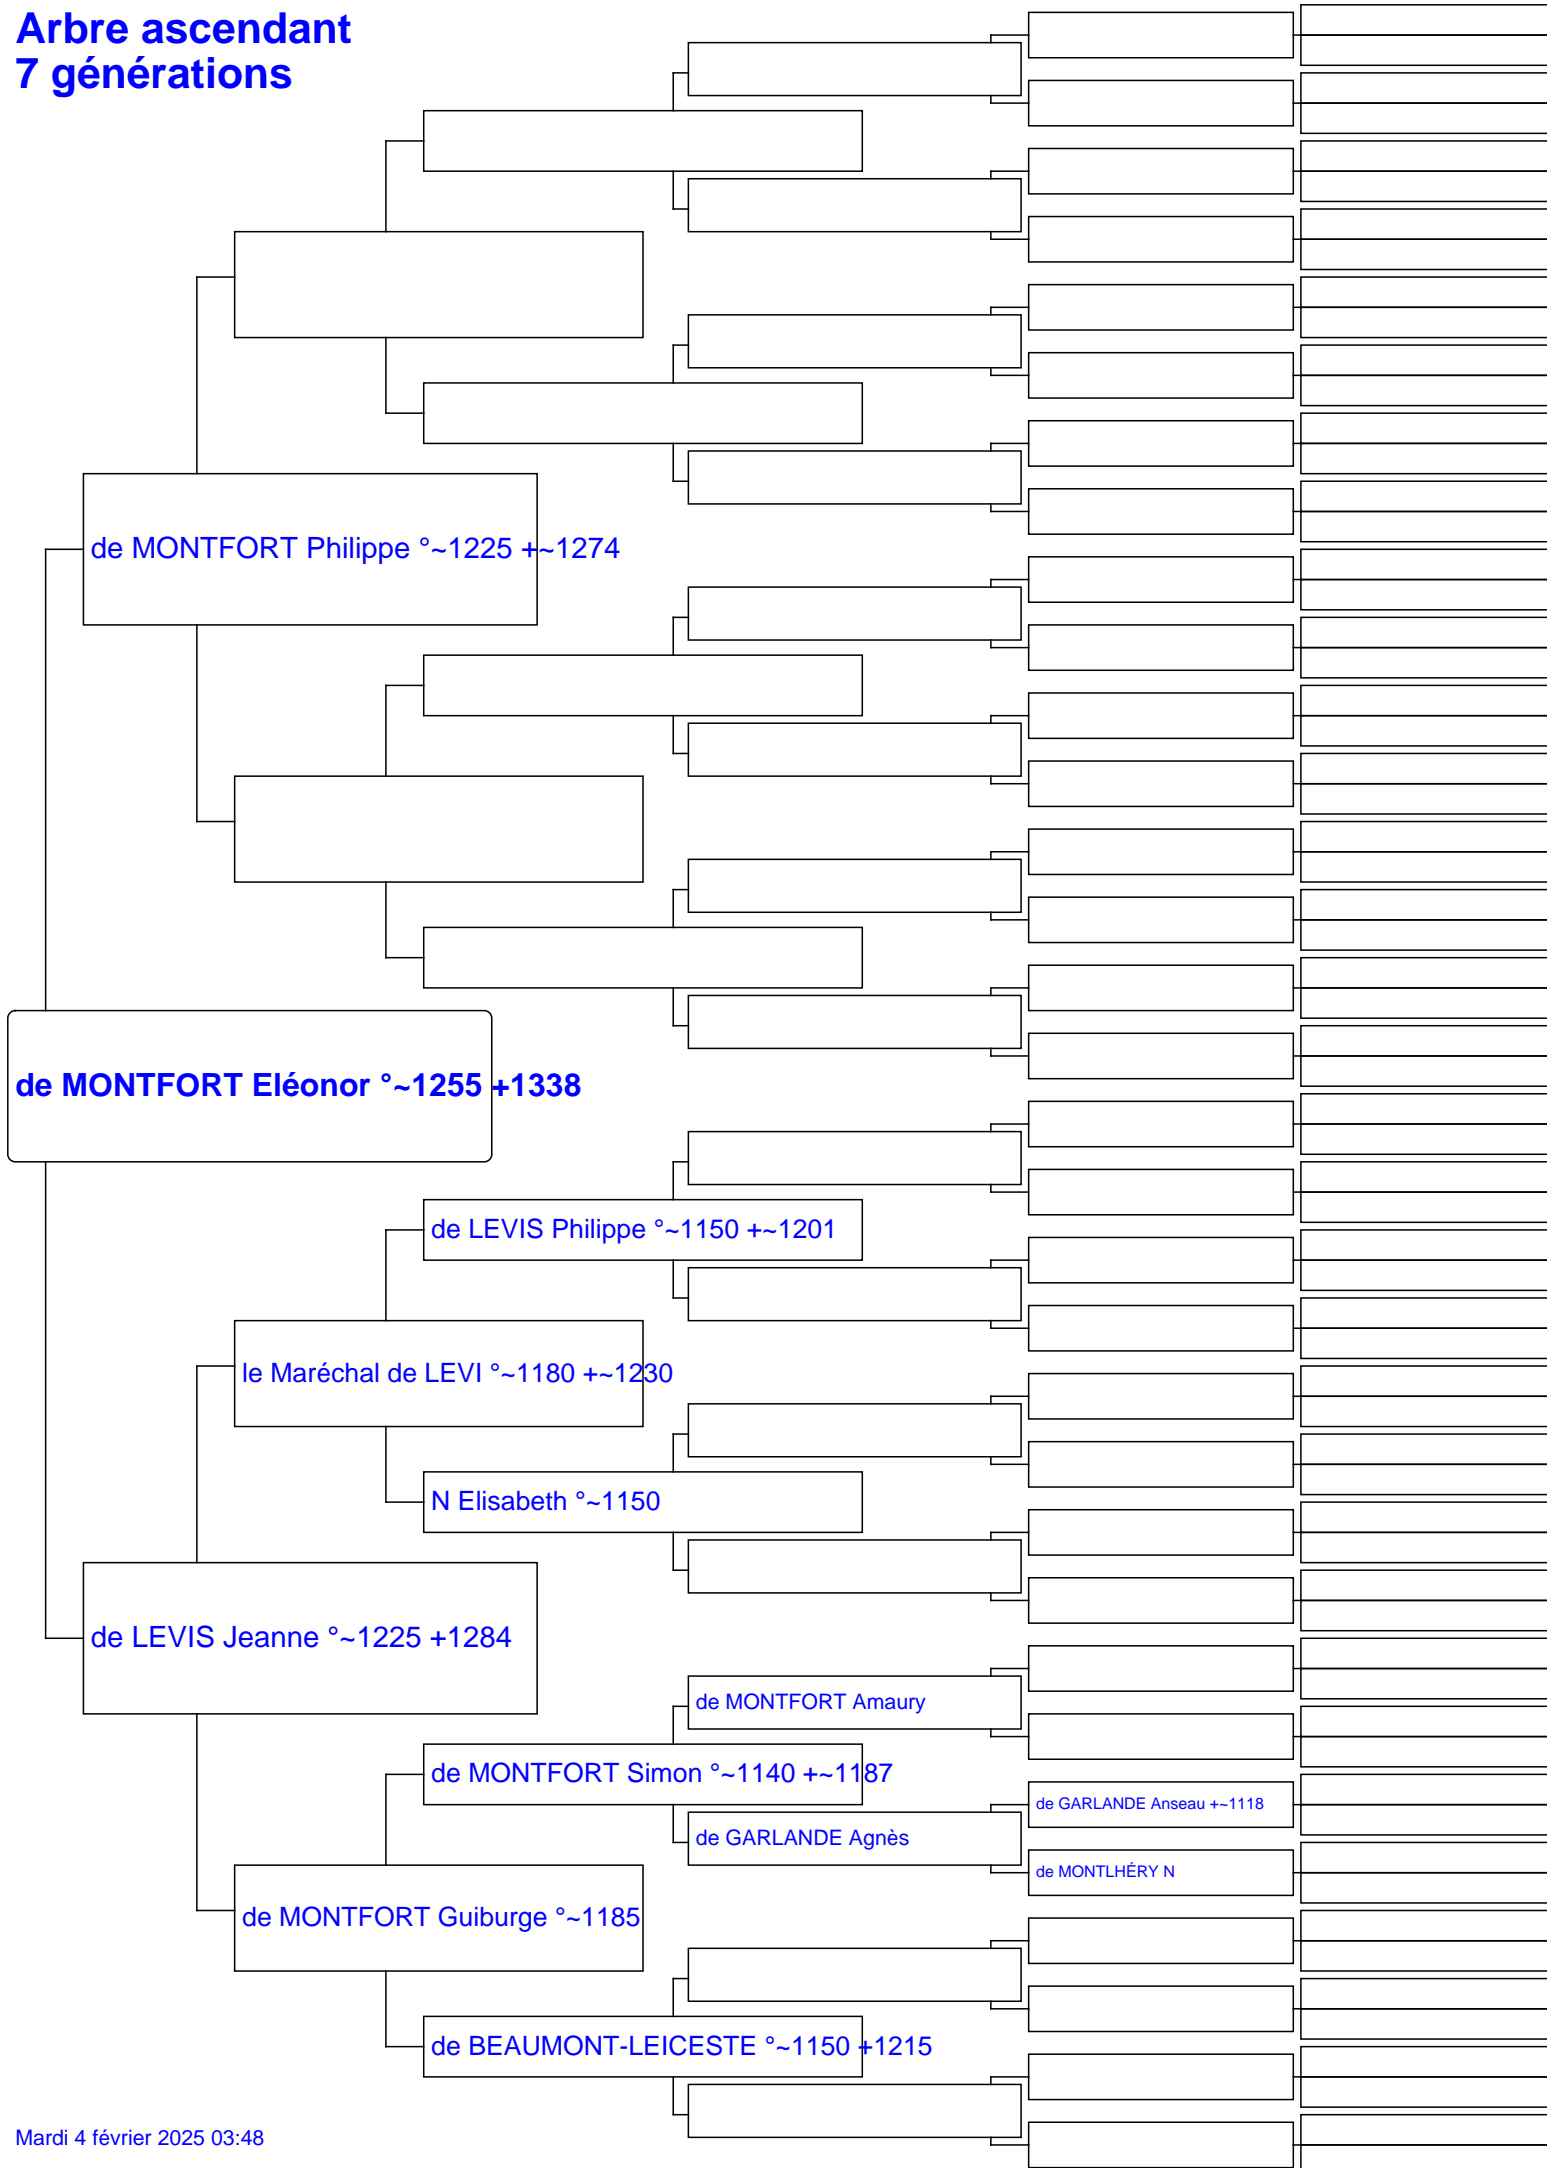 Arbre ascendant
7 générations
de MONTFORT Philippe °~1225 +~1274
de MONTFORT Eléonor °~1255 +1338
de LEVIS Philippe °~1150 +~1201
le Maréchal de LEVI °~1180 +~1230
N Elisabeth °~1150
de LEVIS Jeanne °~1225 +1284
de MONTFORT Amaury
de MONTFORT Simon °~1140 +~1187
de GARLANDE Anseau +~1118
de GARLANDE Agnès
de MONTLHÉRY N
de MONTFORT Guiburge °~1185
de BEAUMONT-LEICESTE °~1150 +1215
Mardi 4 février 2025 03:48